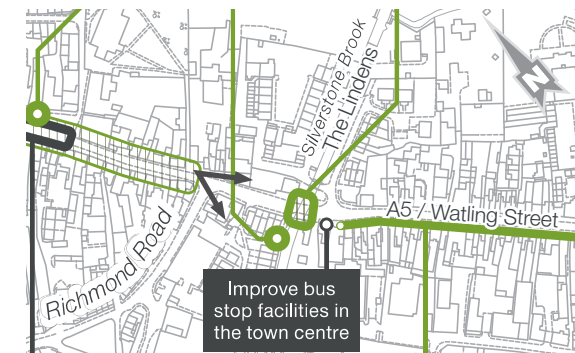 N
Silverstone Brook
The Lindens
A5 / Watling Street
Richmond Road
Improve bus
stop facilities in
the town centre